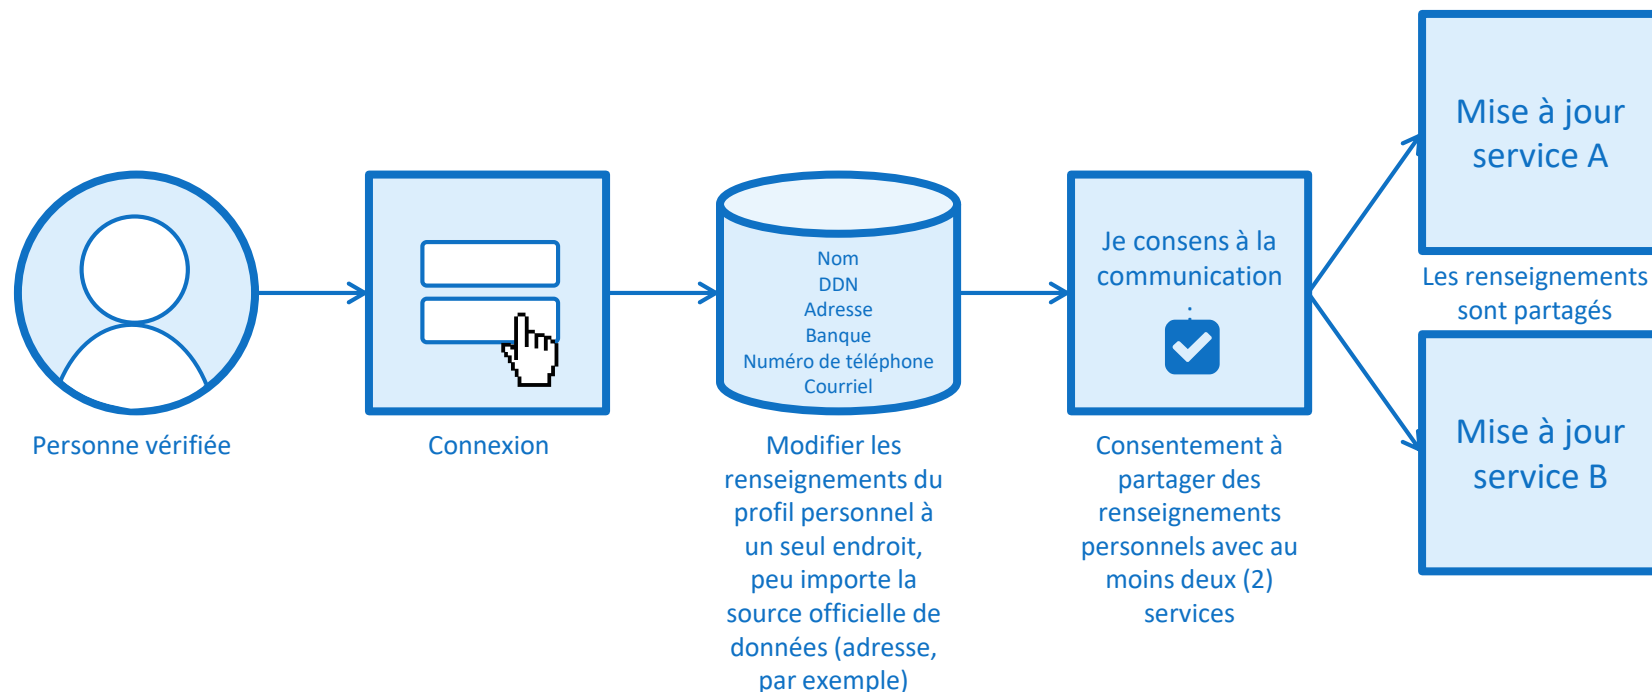 Personne vérifiée
Connexion
Nom
DDN
Adresse
Banque
Numéro de téléphone
Courriel
Modifier les
renseignements du
profil personnel à
un seul endroit,
peu importe la
source officielle de
données (adresse,
par exemple)
Je consens à la
communication
:
Consentement à
partager des
renseignements
personnels avec au
moins deux (2)
services
Mise à jour
service A
Les renseignements
sont partagés
Mise à jour
service B